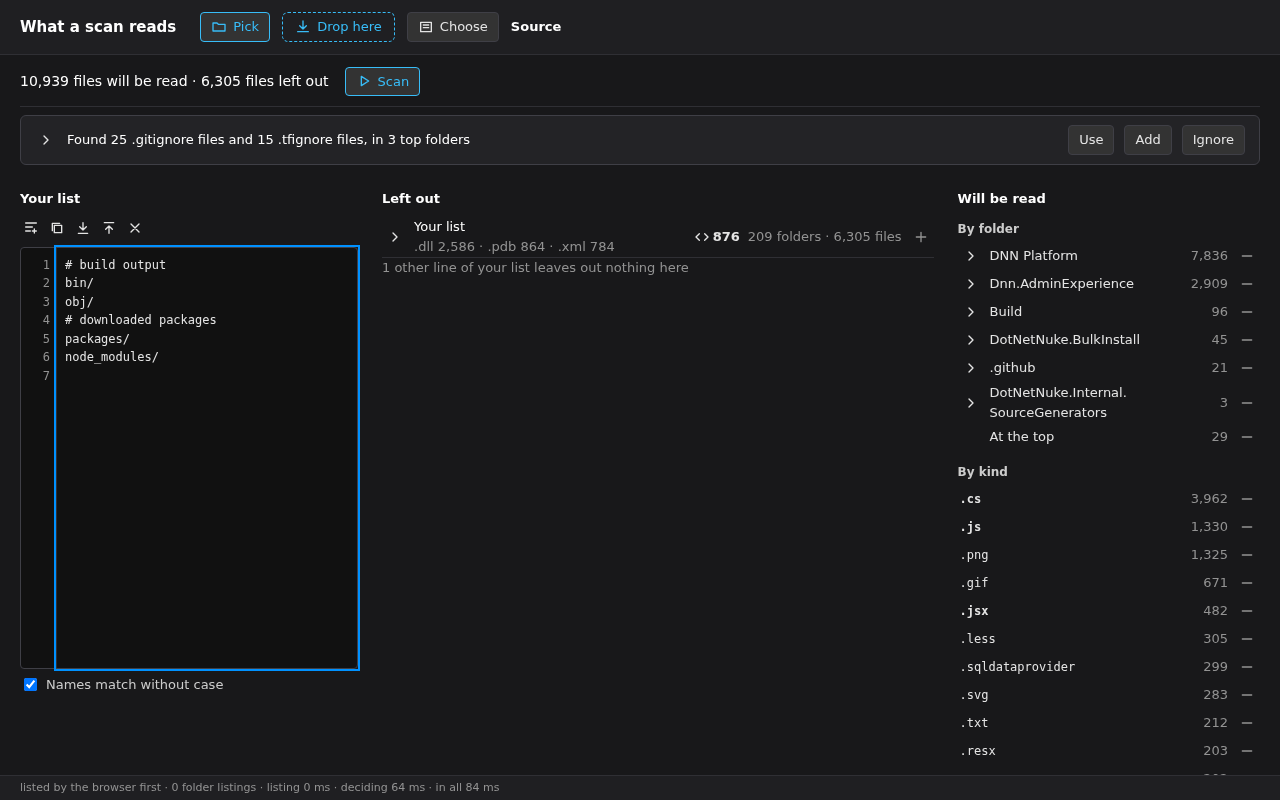 What a scan reads
Pick
Drop here
Choose
Source
10,939 files will be read · 6,305 files left out
Scan
Found 25 .gitignore files and 15 .tfignore files, in 3 top folders
Use
Add
Ignore
Your list
1 # build output
2 bin/
3 obj/
4 # downloaded packages
5 packages/
6 node_modules/
7
Names match without case
Left out
Your list
.dll 2,586 · .pdb 864 · .xml 784
876 209 folders · 6,305 files
1 other line of your list leaves out nothing here
Will be read
By folder
DNN Platform 7,836
Dnn.AdminExperience 2,909
Build 96
DotNetNuke.BulkInstall 45
.github 21
DotNetNuke.Internal.
SourceGenerators 3
At the top 29
By kind
.cs 3,962
.js 1,330
.png 1,325
.gif 671
.jsx 482
.less 305
.sqldataprovider 299
.svg 283
.txt 212
.resx 203
listed by the browser first · 0 folder listings · listing 0 ms · deciding 64 ms · in all 84 ms